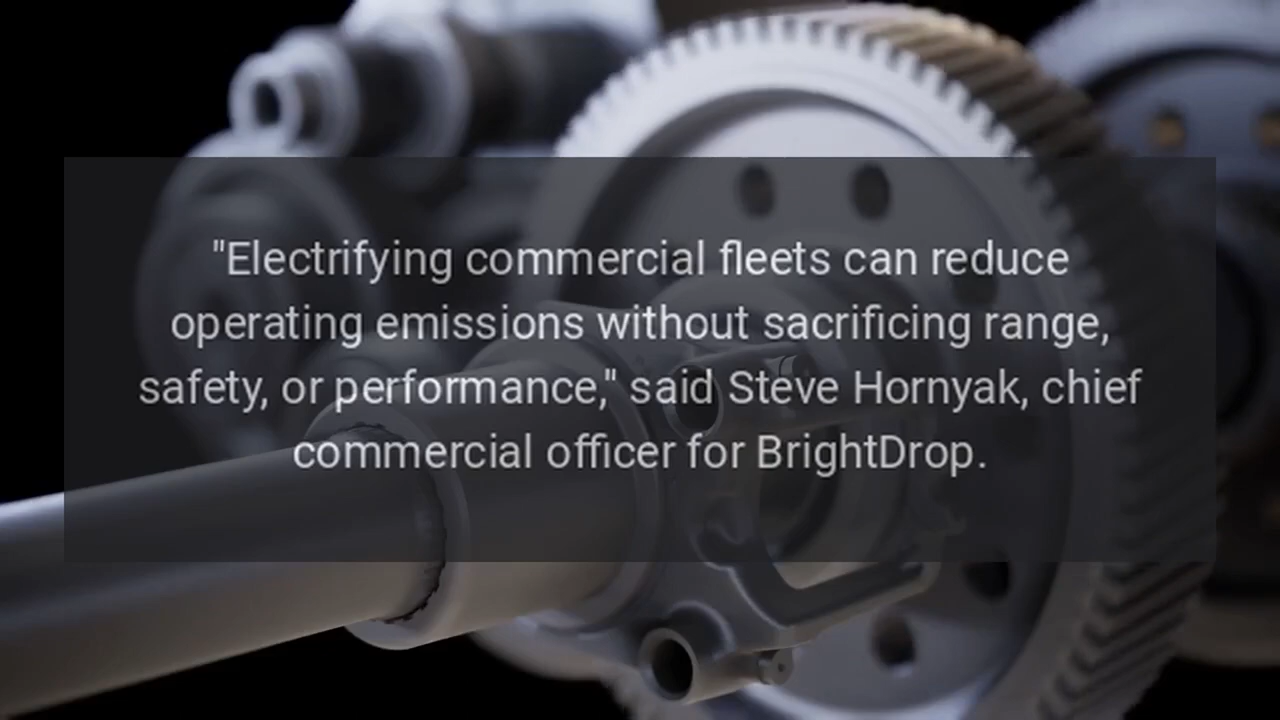 "Electrifying commercial fleets can reduce
operating emissions without sacrificing range,
safety, or performance," said Steve Hornyak, chief
commercial officer for BrightDrop.